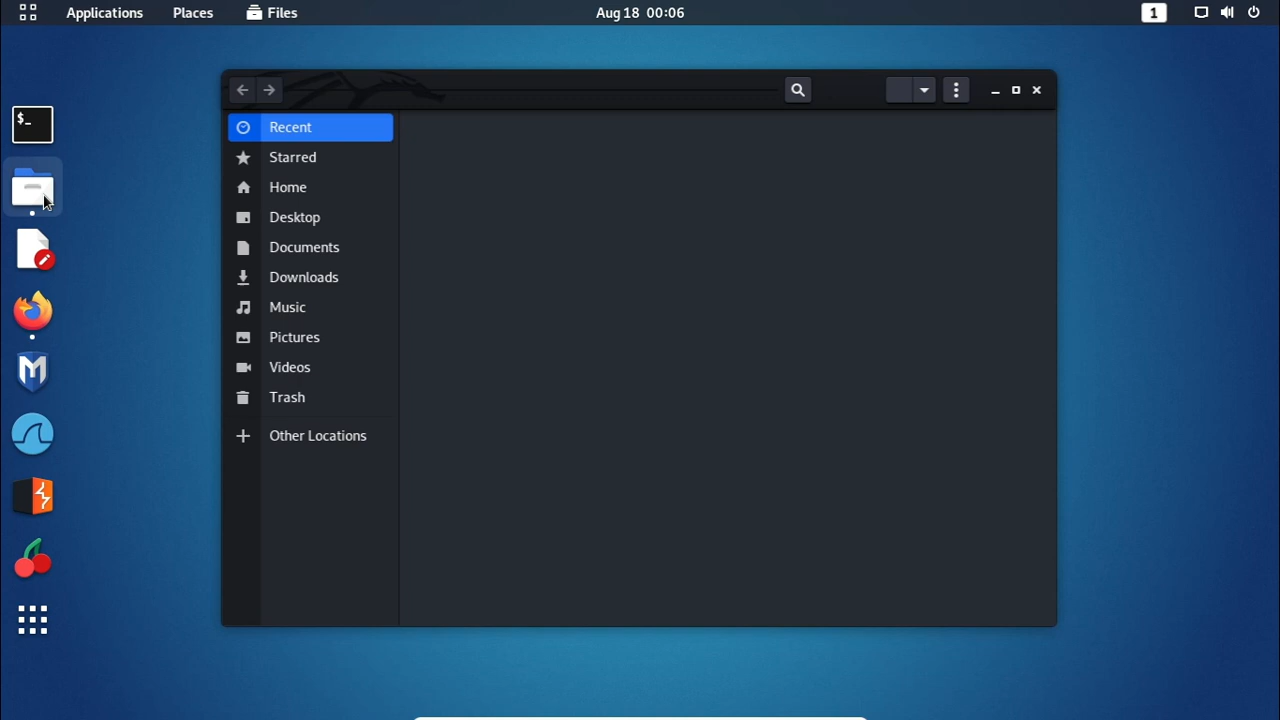 Applications Places Files Aug 18 00:06 1
$_
Recent
Starred
Home
Desktop
Documents
Downloads
Music
Pictures
Videos
Trash
Other Locations
M